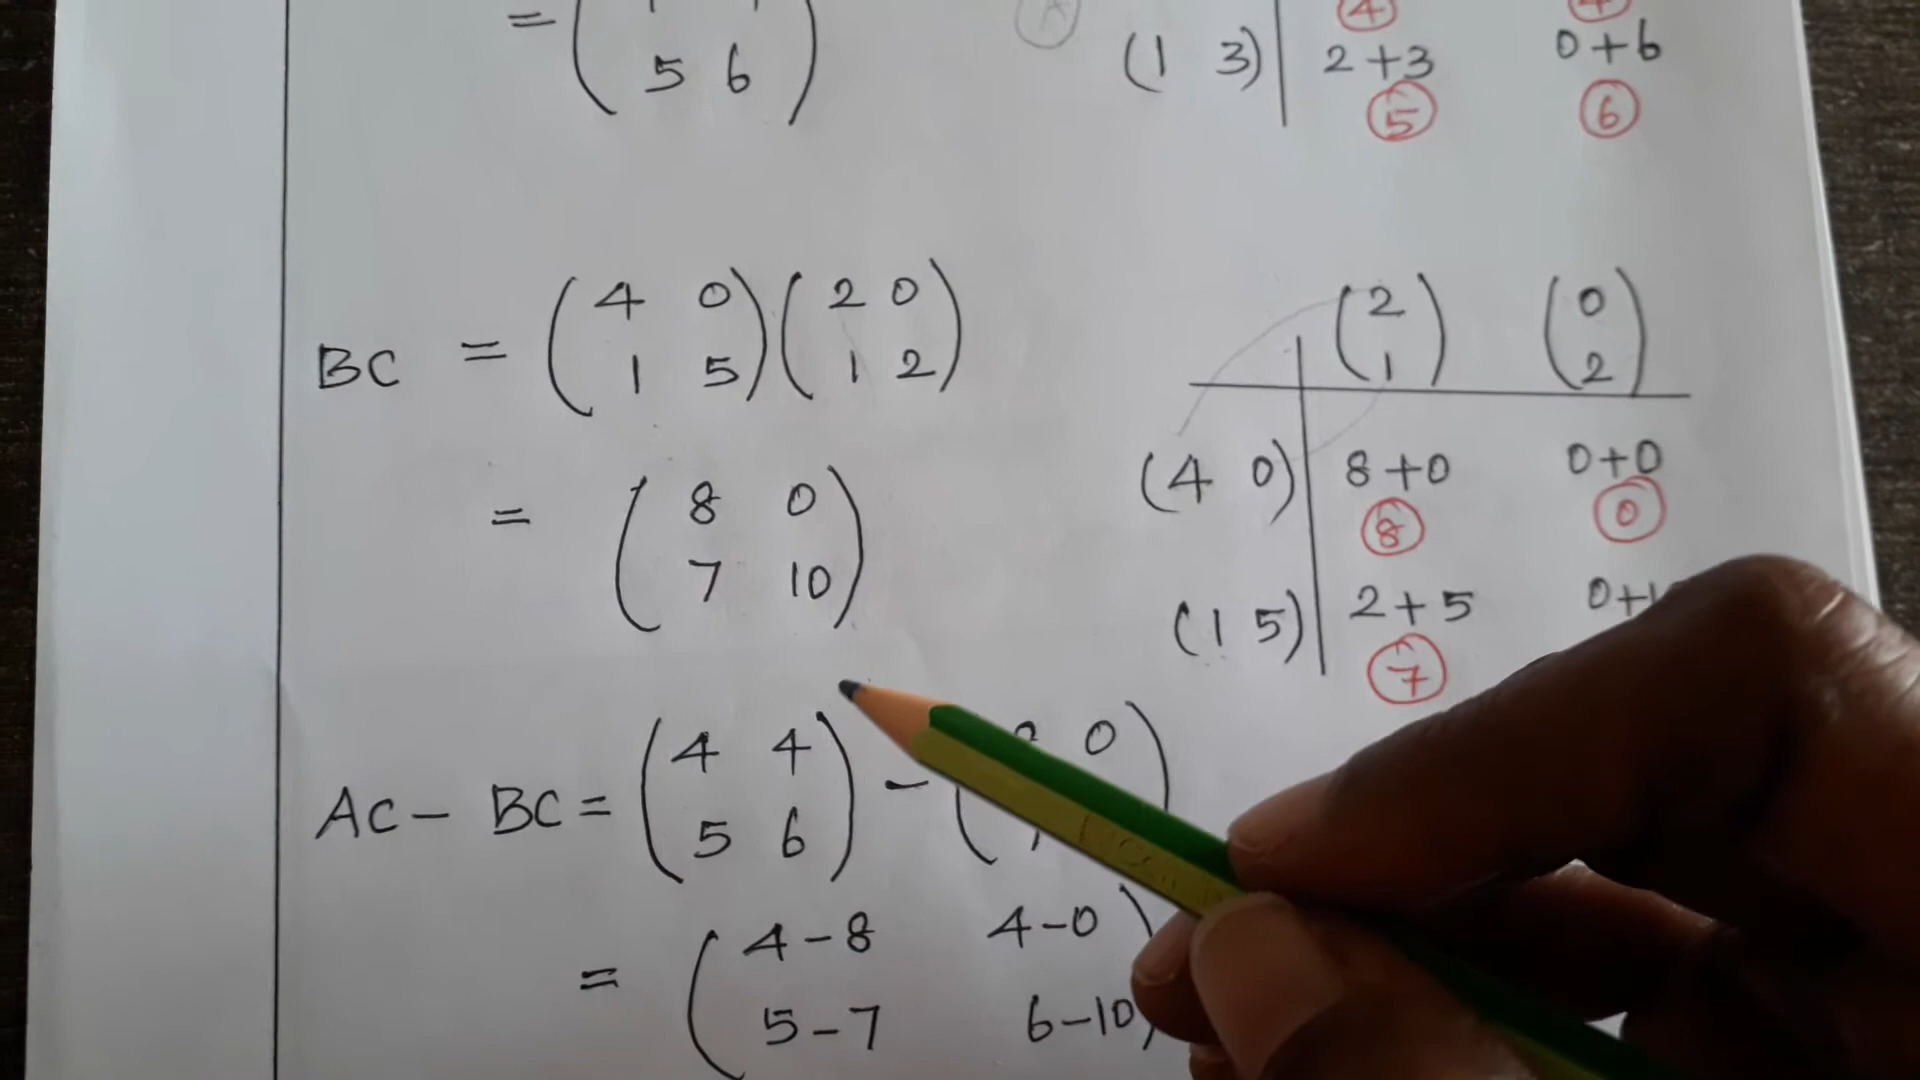 = ( 5 6 )
(1 3) | 2+3 0+6
5 6
BC = ( 4 0 ) ( 2 0 )
1 5 1 2
( 2 ) ( 0 )
1 2
(4 0) | 8+0 0+0
8 0
(1 5) | 2+5
7
= ( 8 0 )
7 10
AC - BC = ( 4 4 ) - ( 0 )
5 6
= ( 4-8 4-0 )
5-7 6-10